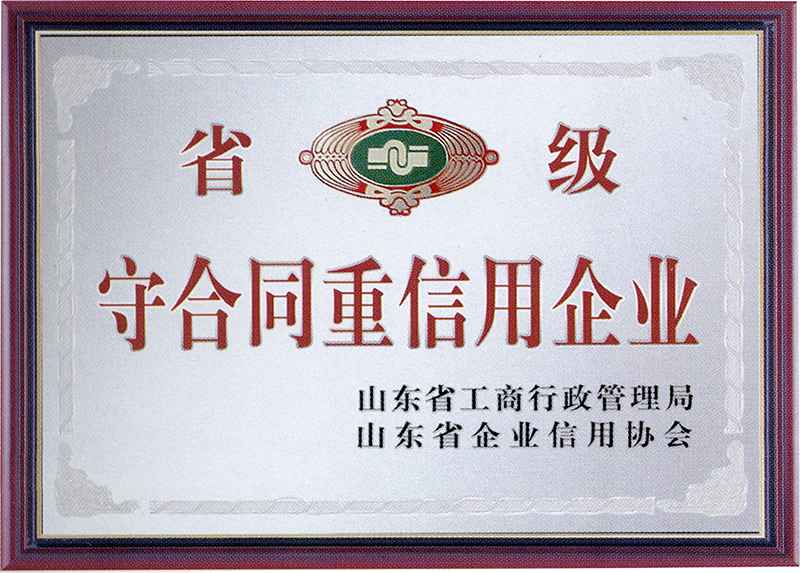 省 级
守合同重信用企业
山东省工商行政管理局
山东省企业信用协会